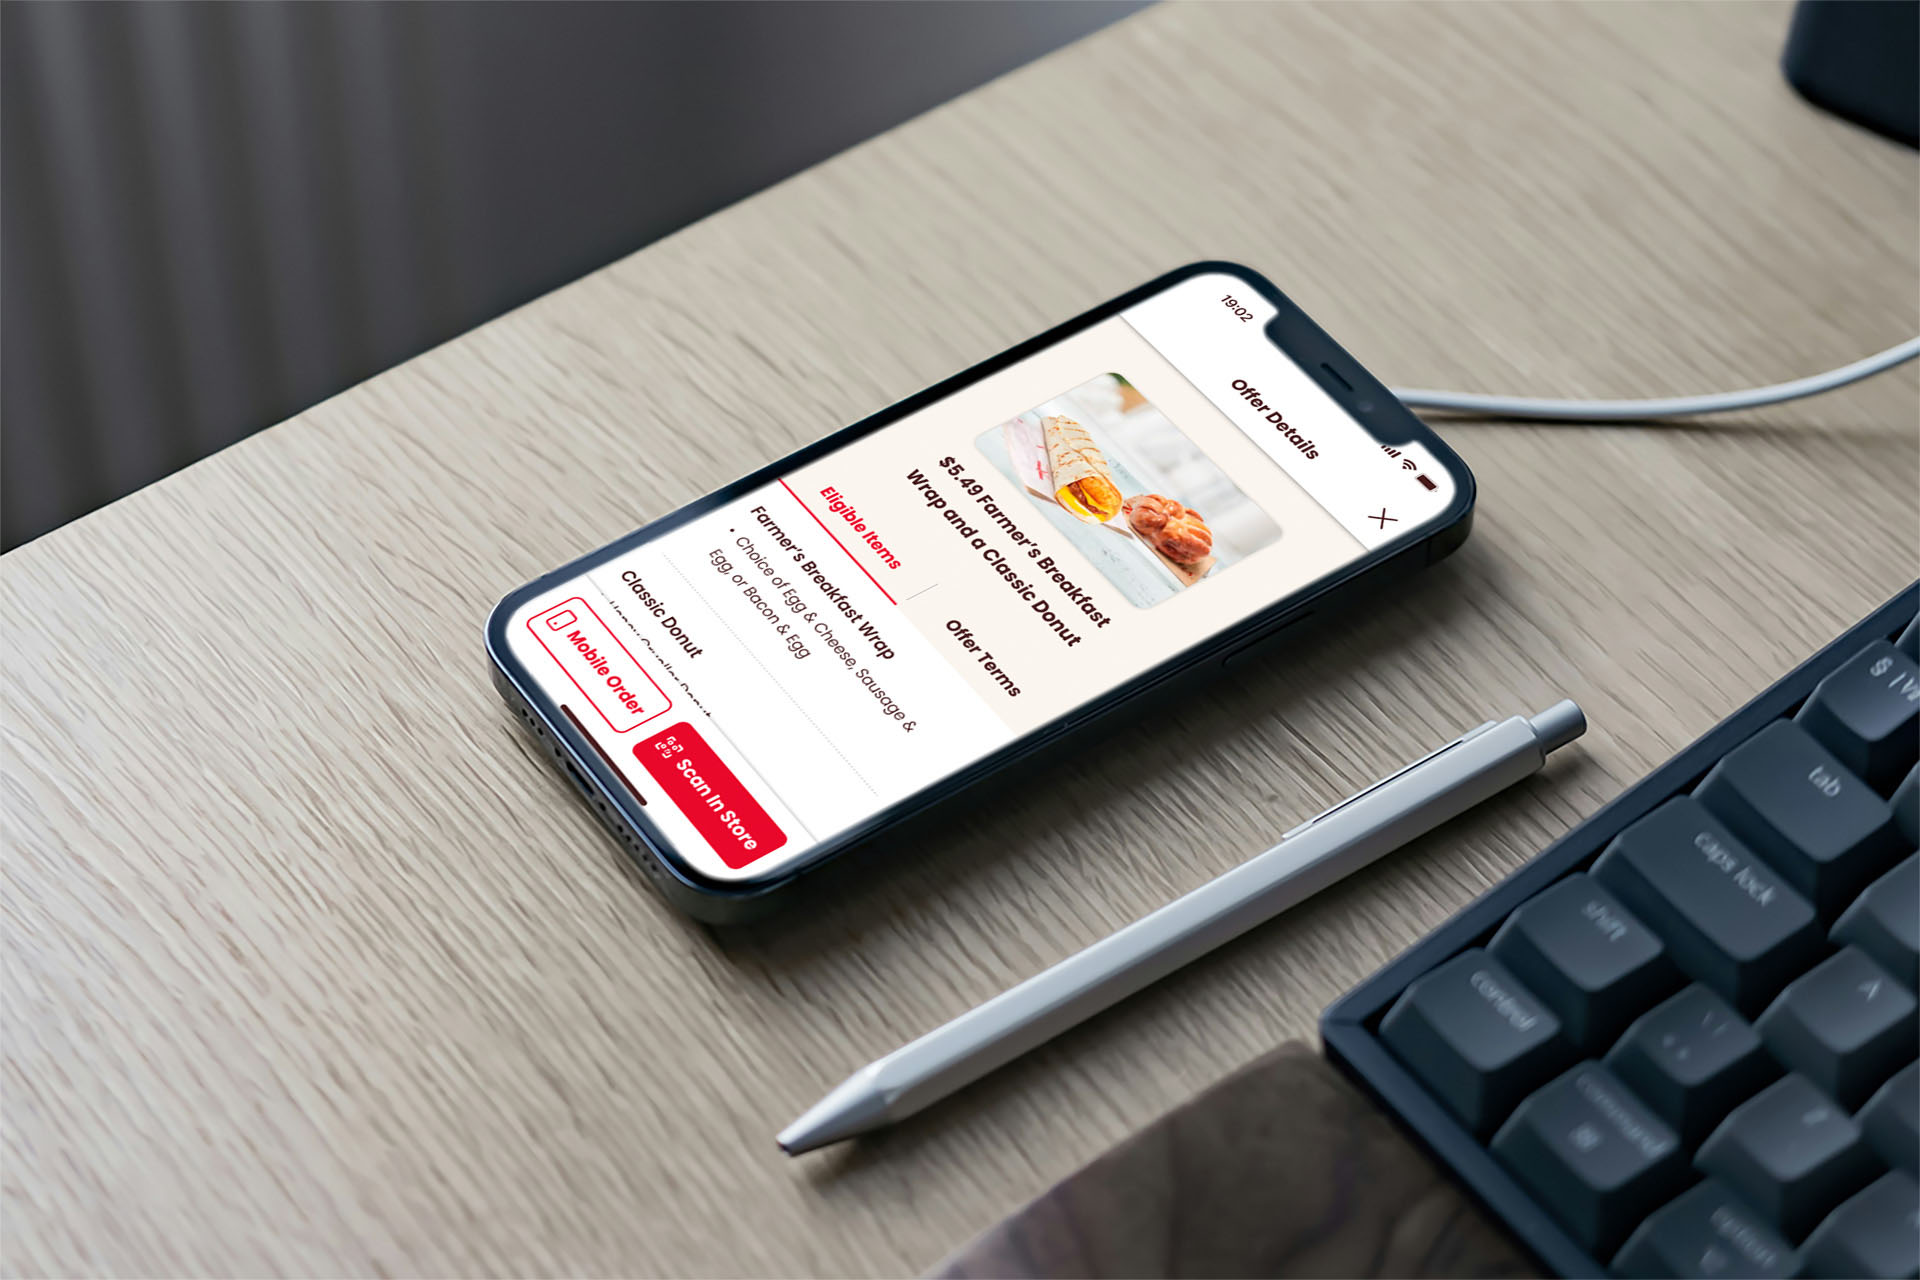 19:02
Offer Details
$5.49 Farmer's Breakfast
Wrap and a Classic Donut
Eligible Items
Offer Terms
Farmer's Breakfast Wrap
• Choice of Egg & Cheese, Sausage &
Egg, or Bacon & Egg
Classic Donut
Mobile Order
Scan In Store
$
tab
caps lock
shift
A
control
command
option